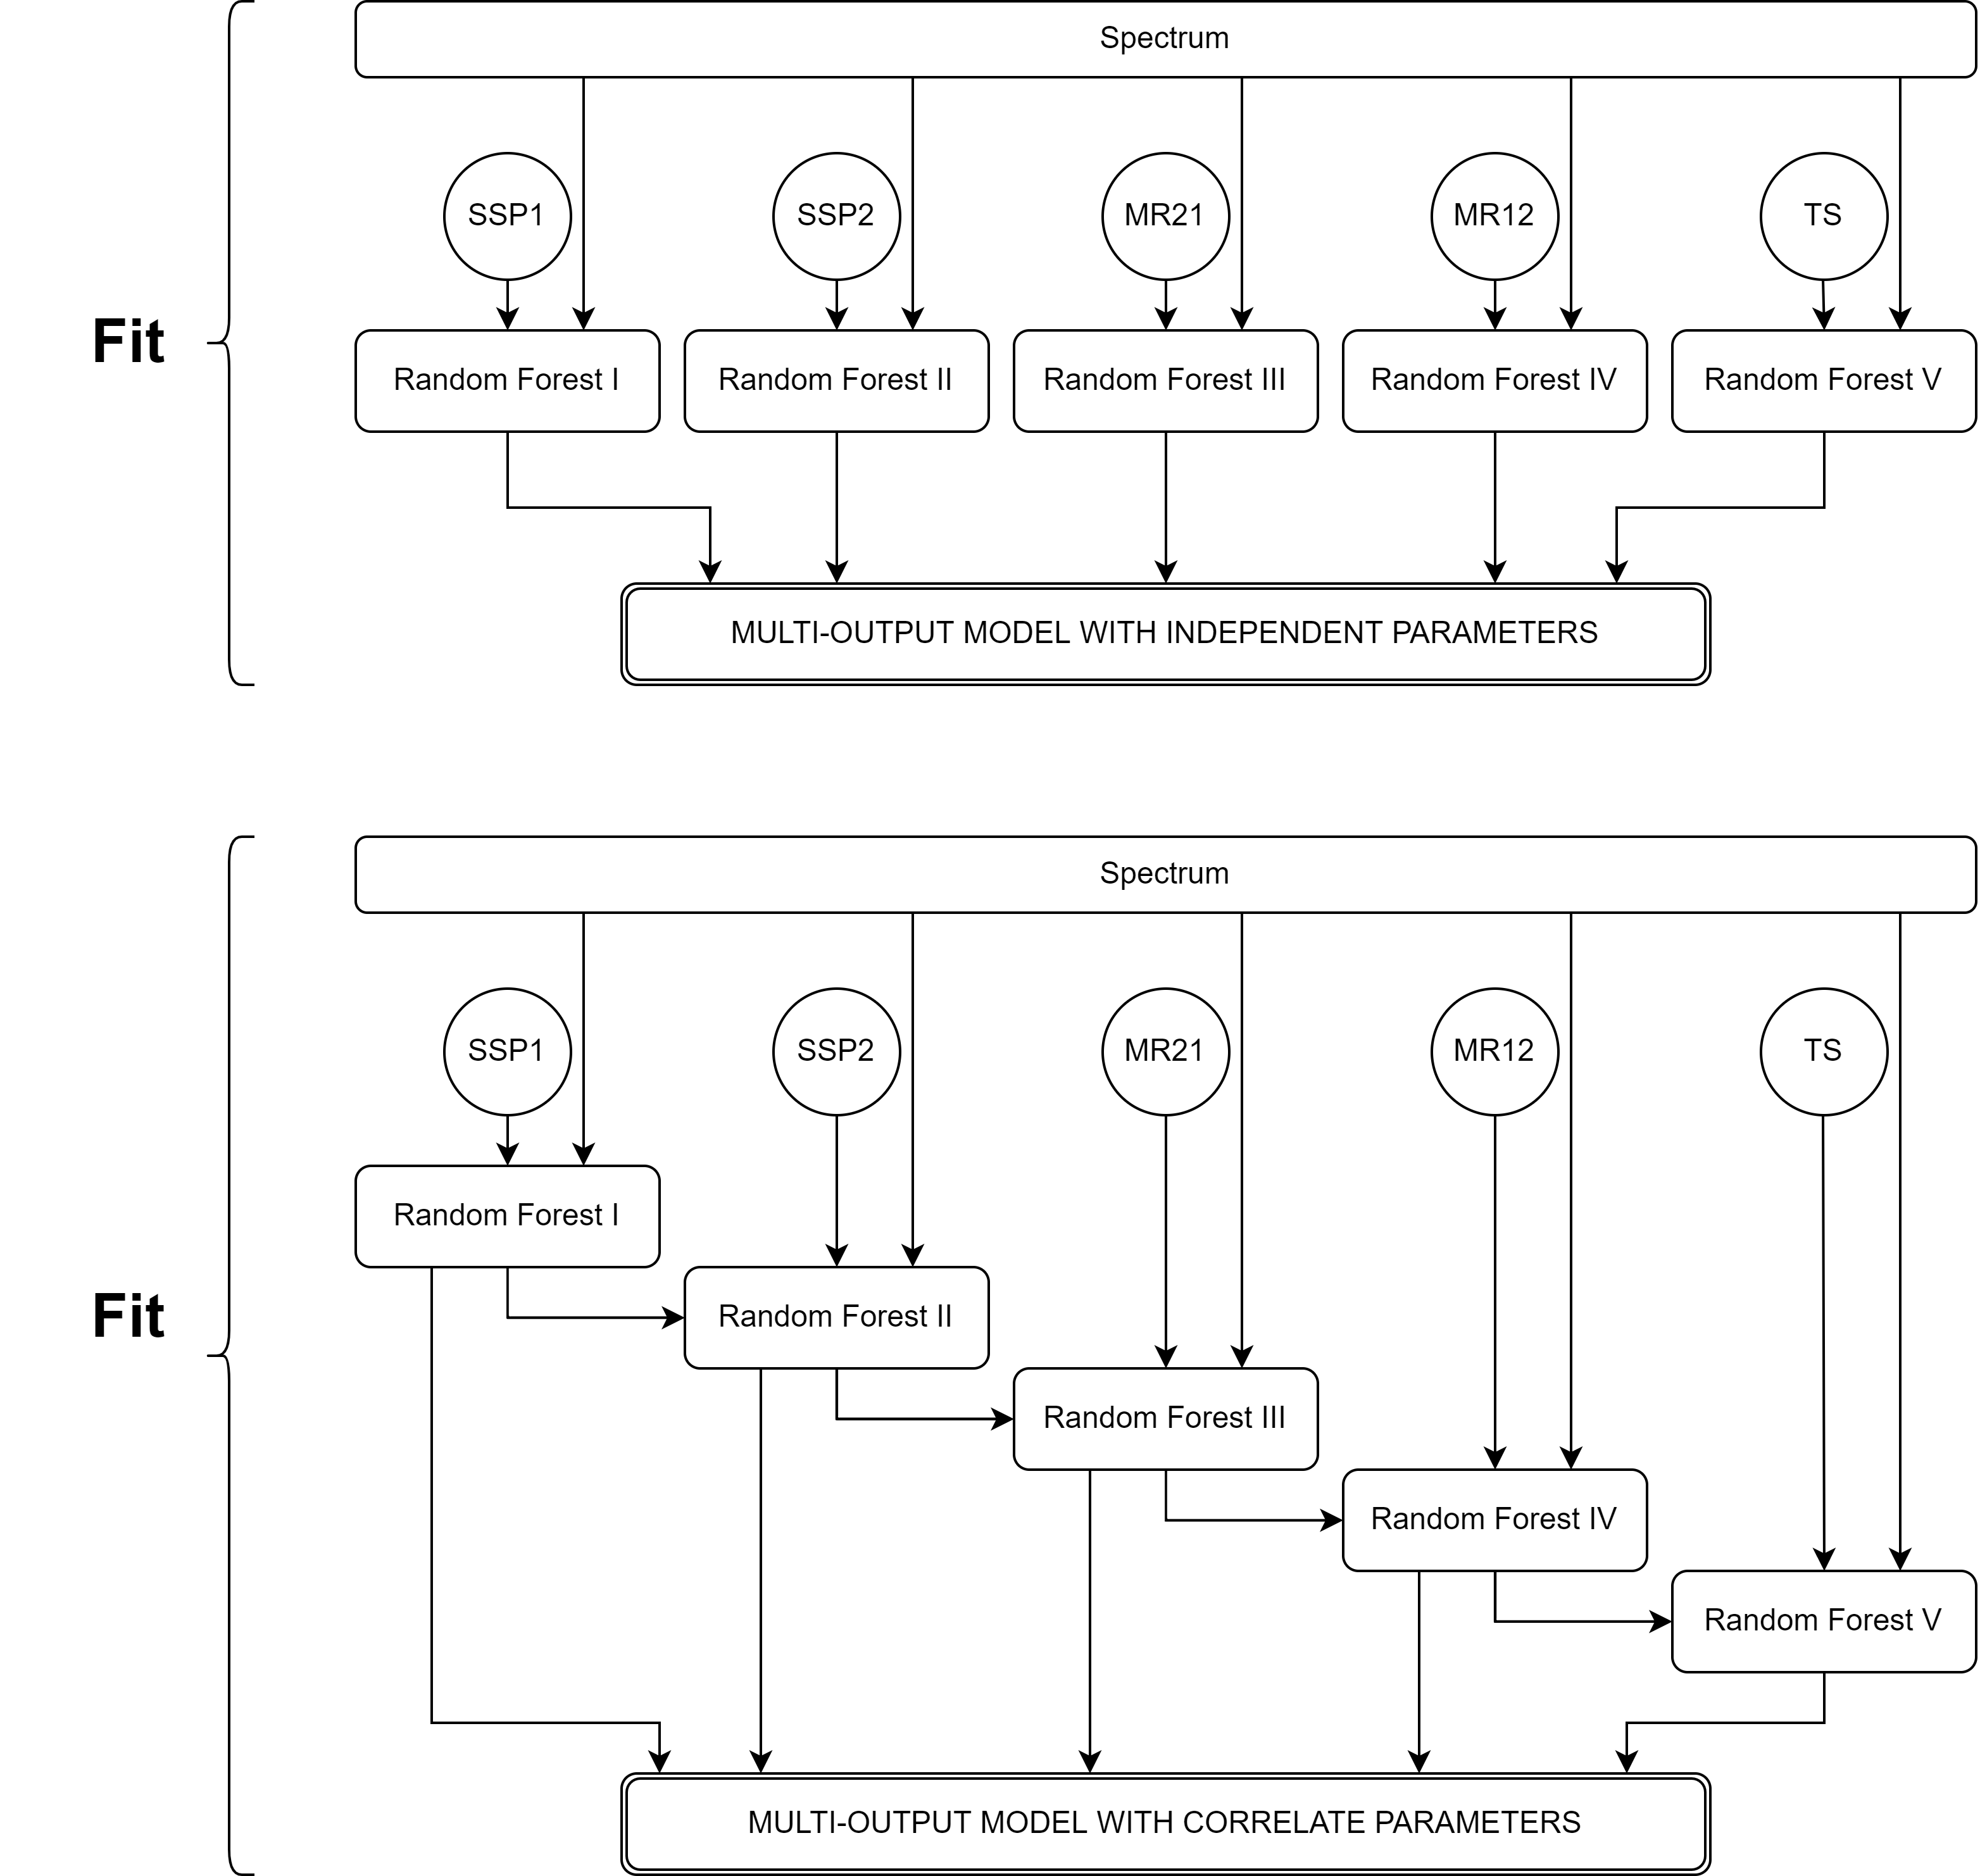 Spectrum
SSP1
SSP2
MR21
MR12
TS
Fit
Random Forest I
Random Forest II
Random Forest III
Random Forest IV
Random Forest V
MULTI-OUTPUT MODEL WITH INDEPENDENT PARAMETERS
Spectrum
SSP1
SSP2
MR21
MR12
TS
Fit
Random Forest I
Random Forest II
Random Forest III
Random Forest IV
Random Forest V
MULTI-OUTPUT MODEL WITH CORRELATE PARAMETERS